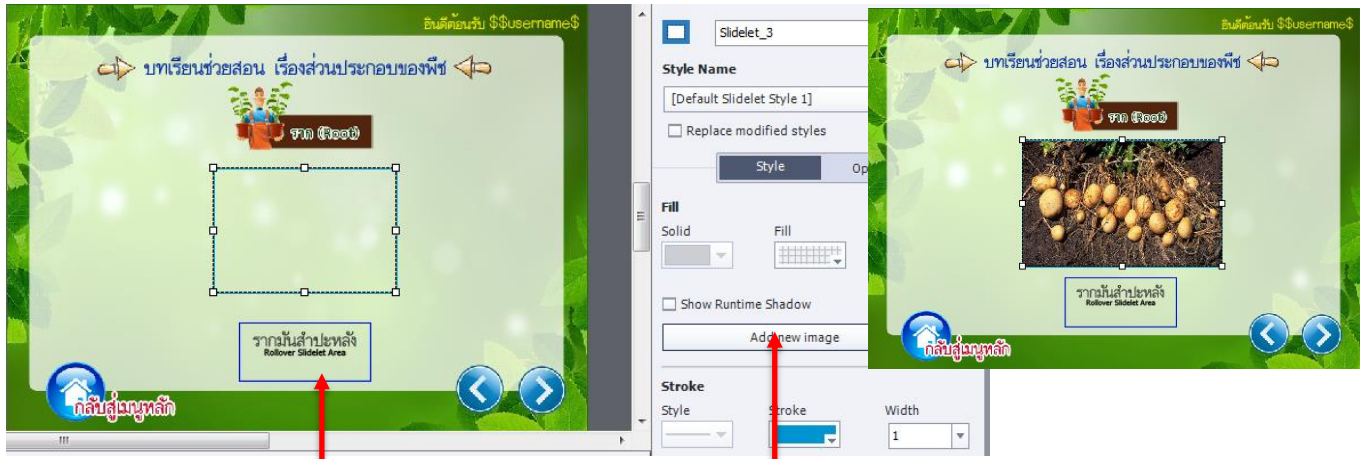 ยินดีต้อนรับ $$username$
บทเรียนช่วยสอน เรื่องส่วนประกอบของพืช
ราก (Root)
รากมันสำปะหลัง
Rollover Slidelet Area
กลับสู่เมนูหลัก
Slidelet_3
Style Name
[Default Slidelet Style 1]
Replace modified styles
Style
Op
Fill
Solid
Fill
Show Runtime Shadow
Add new image
Stroke
Style
Stroke
Width
1
ยินดีต้อนรับ $$username$
บทเรียนช่วยสอน เรื่องส่วนประกอบของพืช
ราก (Root)
รากมันสำปะหลัง
Rollover Slidelet Area
กลับสู่เมนูหลัก